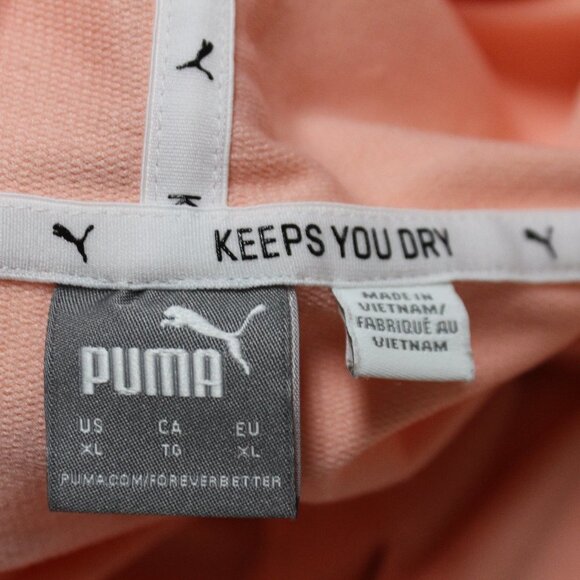 KEEPS YOU DRY
PUMA
US CA EU
XL TG XL
PUMA.COM/FOREVERBETTER
MADE IN
VIETNAM/
FABRIQUÉ AU
VIETNAM